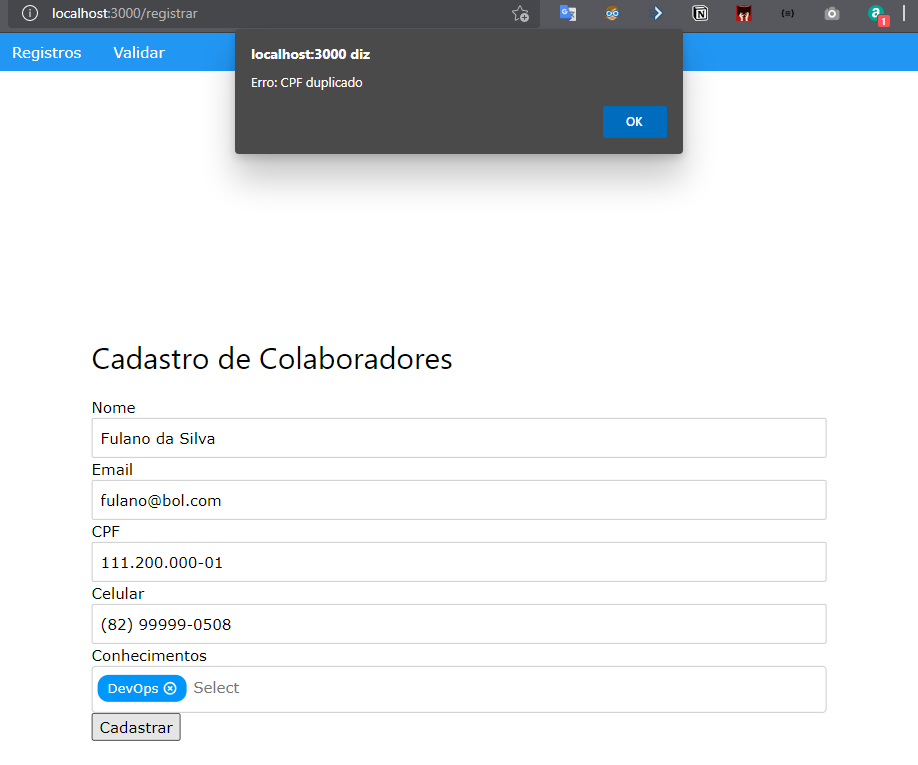 localhost:3000/registrar
Registros Validar
localhost:3000 diz
Erro: CPF duplicado
OK
Cadastro de Colaboradores
Nome
Fulano da Silva
Email
fulano@bol.com
CPF
111.200.000-01
Celular
(82) 99999-0508
Conhecimentos
DevOps Select
Cadastrar